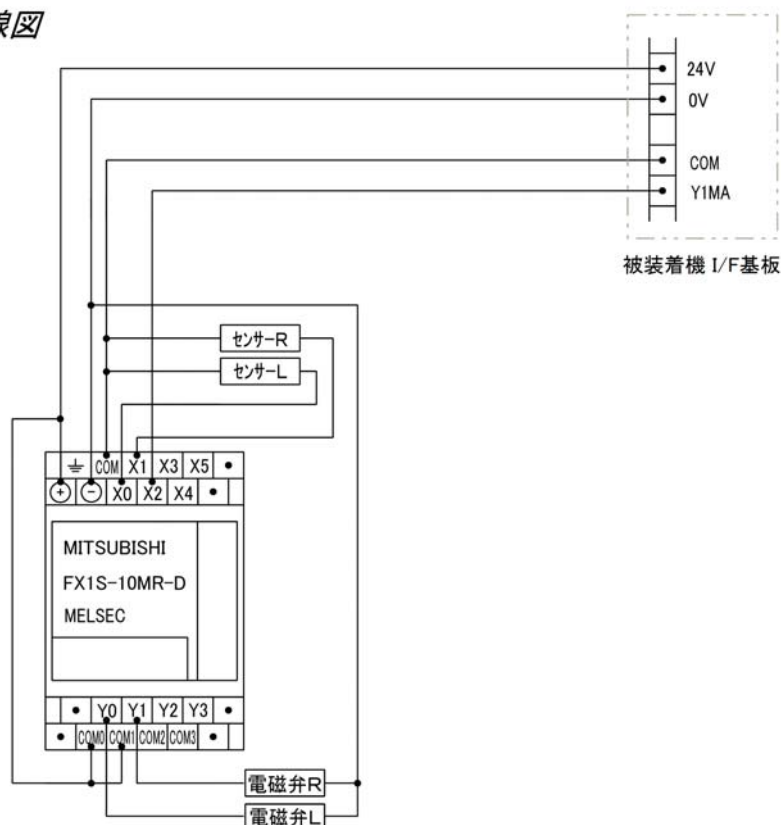 線図
24V
0V
COM
Y1MA
被装着機 I/F基板
センサーR
センサーL
⏚ COM X1 X3 X5 •
+ − X0 X2 X4 •
MITSUBISHI
FX1S-10MR-D
MELSEC
• Y0 Y1 Y2 Y3 •
• COM0 COM1 COM2 COM3 •
電磁弁R
電磁弁L